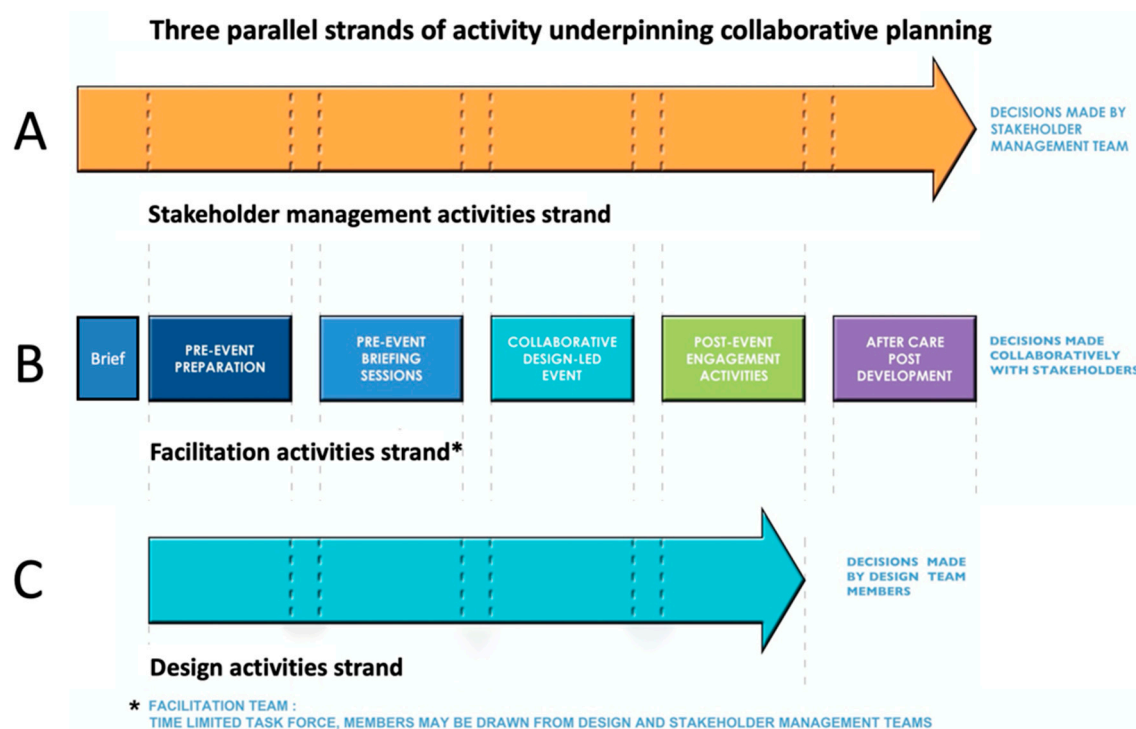 Three parallel strands of activity underpinning collaborative planning
A
DECISIONS MADE BY
STAKEHOLDER
MANAGEMENT TEAM
Stakeholder management activities strand
B
Brief
PRE-EVENT
PREPARATION
PRE-EVENT
BRIEFING
SESSIONS
COLLABORATIVE
DESIGN-LED
EVENT
POST-EVENT
ENGAGEMENT
ACTIVITIES
AFTER CARE
POST
DEVELOPMENT
DECISIONS MADE
COLLABORATIVELY
WITH STAKEHOLDERS
Facilitation activities strand*
C
DECISIONS MADE
BY DESIGN TEAM
MEMBERS
Design activities strand
* FACILITATION TEAM :
TIME LIMITED TASK FORCE, MEMBERS MAY BE DRAWN FROM DESIGN AND STAKEHOLDER MANAGEMENT TEAMS